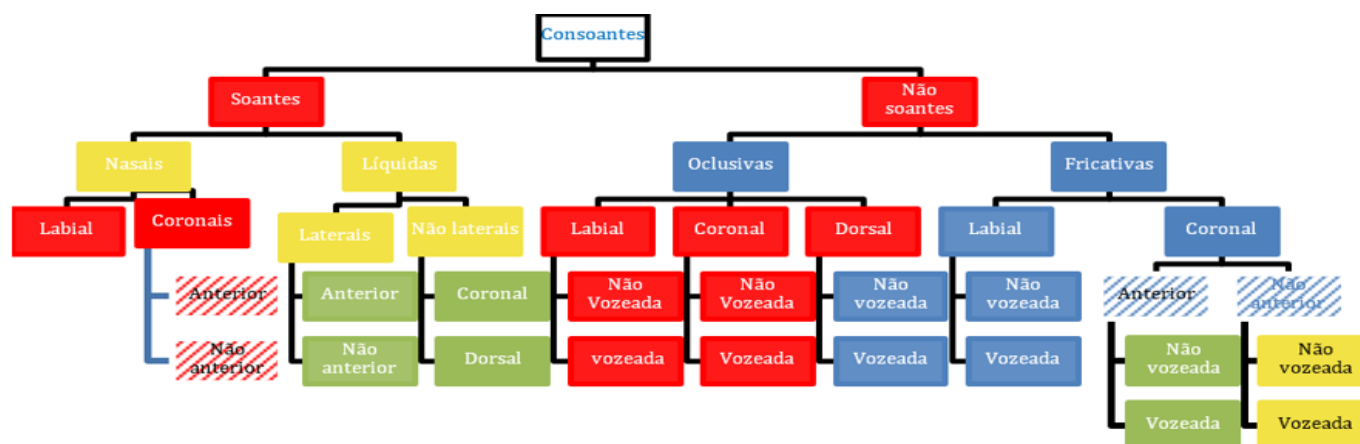 Consoantes
Soantes
Não
soantes
Nasais
Líquidas
Oclusivas
Fricativas
Labial
Coronais
Laterais
Não laterais
Labial
Coronal
Dorsal
Labial
Coronal
Anterior
Anterior
Coronal
Não
Vozeada
Não
Vozeada
Não
vozeada
Não
vozeada
Anterior
Não
anterior
Não
anterior
Não
anterior
Dorsal
vozeada
Vozeada
Vozeada
Vozeada
Não
vozeada
Não
vozeada
Vozeada
Vozeada